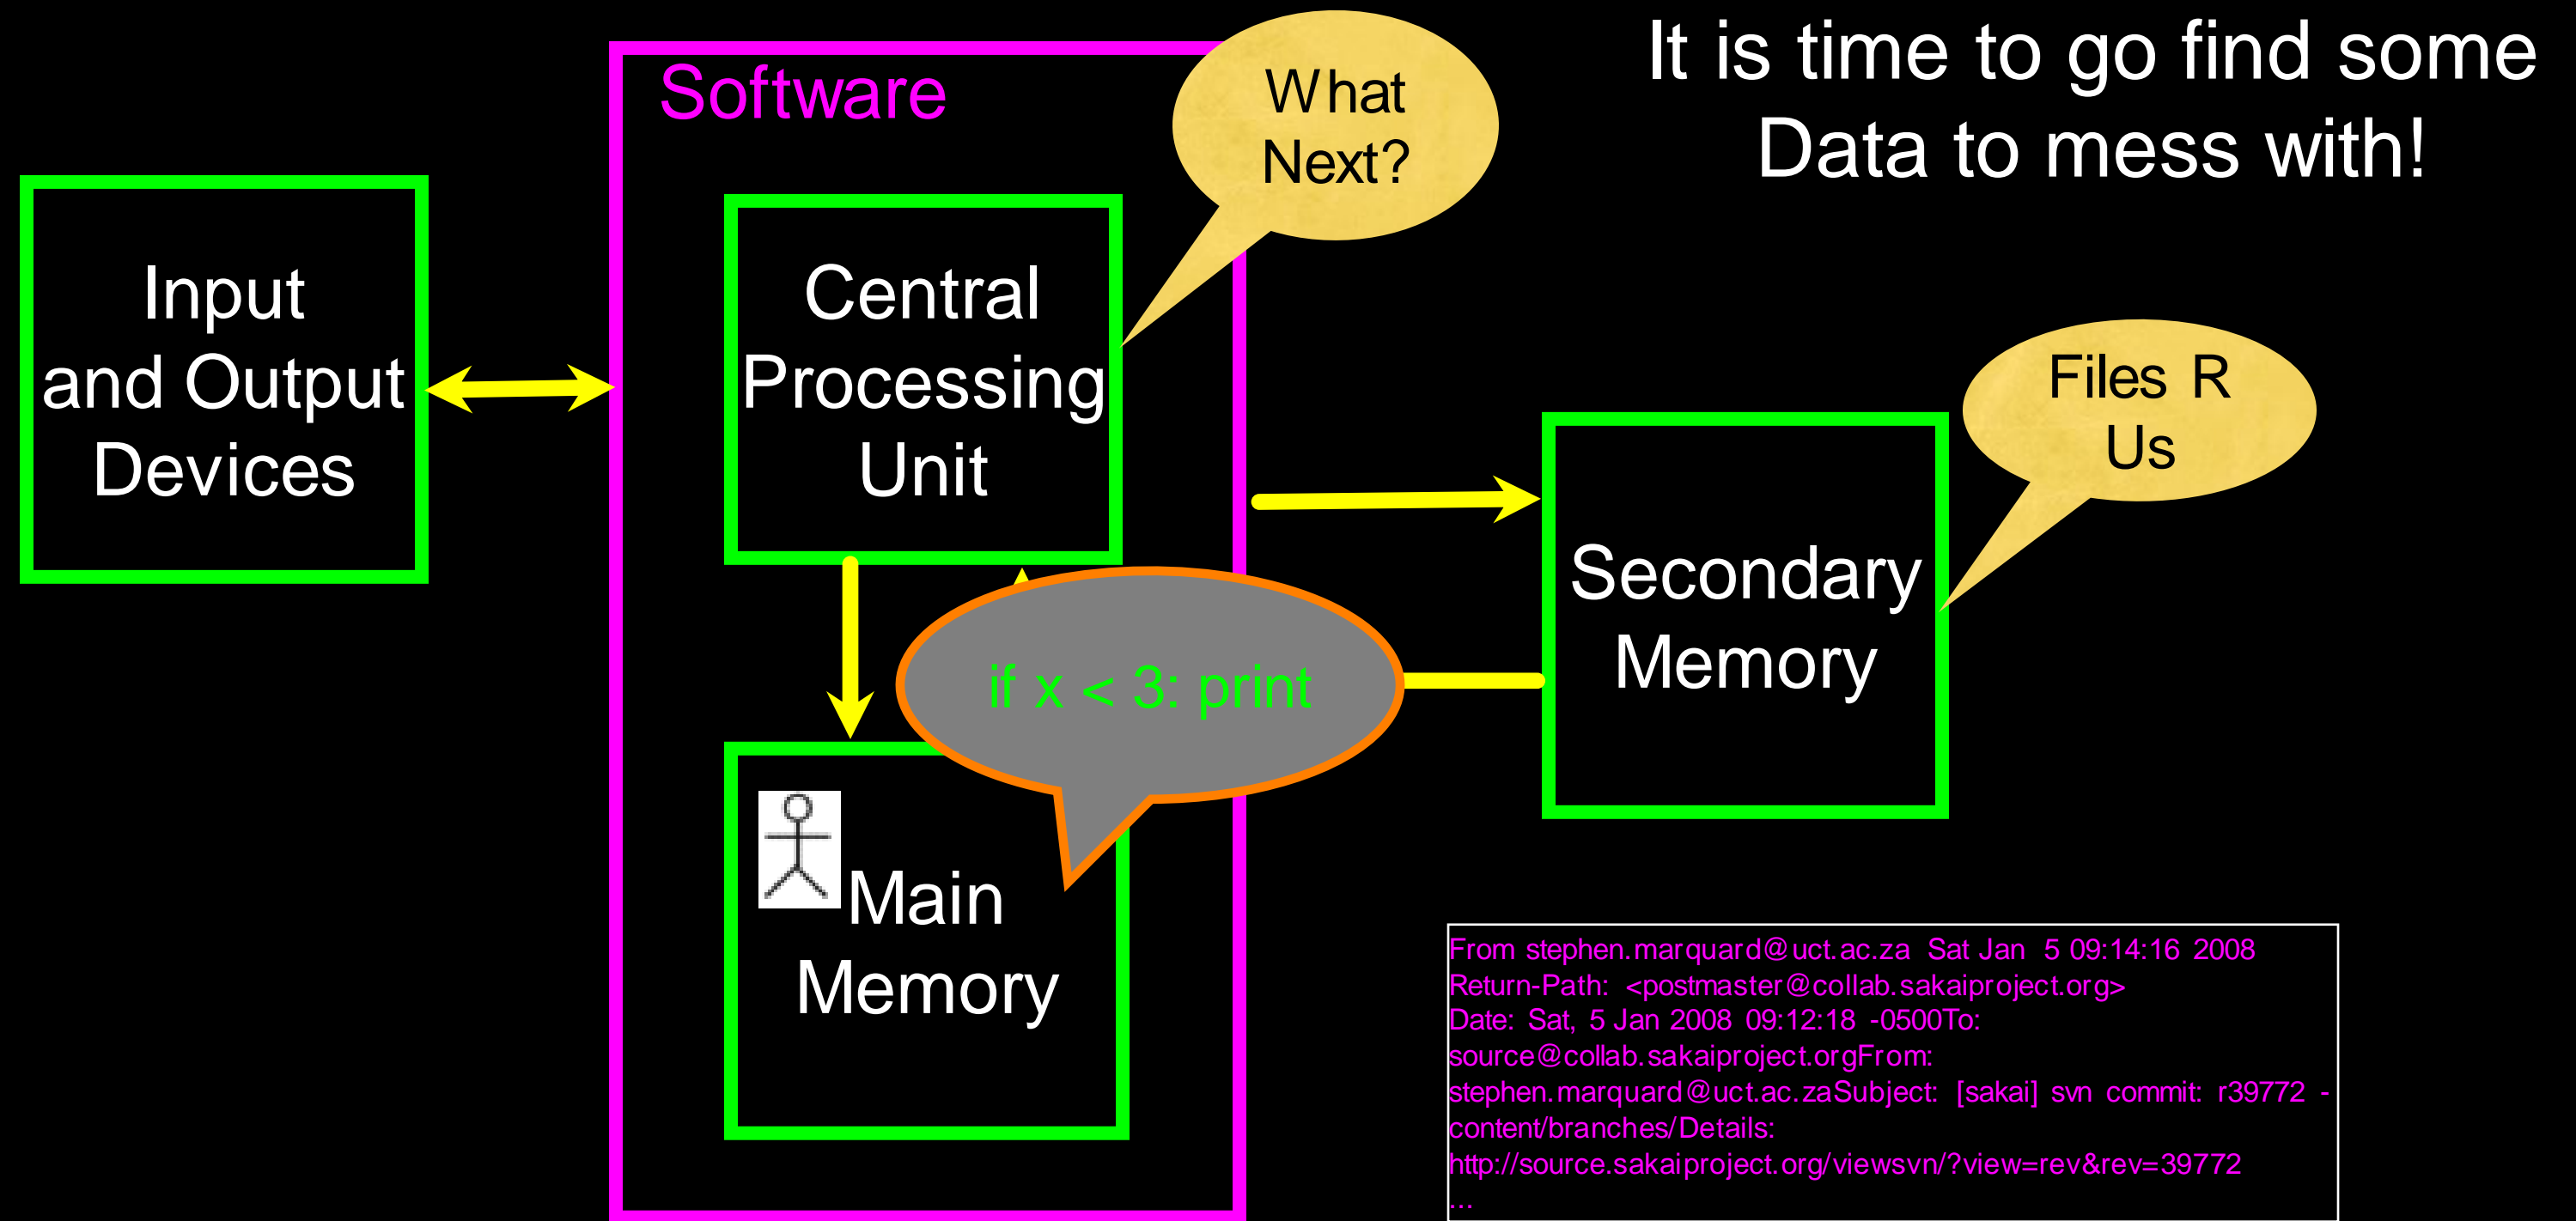 It is time to go find some
Data to mess with!
Software
What
Next?
Input
and Output
Devices
Central
Processing
Unit
Files R
Us
Secondary
Memory
if x < 3: print
Main
Memory
From stephen.marquard@uct.ac.za Sat Jan 5 09:14:16 2008
Return-Path: <postmaster@collab.sakaiproject.org>
Date: Sat, 5 Jan 2008 09:12:18 -0500To:
source@collab.sakaiproject.orgFrom:
stephen.marquard@uct.ac.zaSubject: [sakai] svn commit: r39772 -
content/branches/Details:
http://source.sakaiproject.org/viewsvn/?view=rev&rev=39772
...